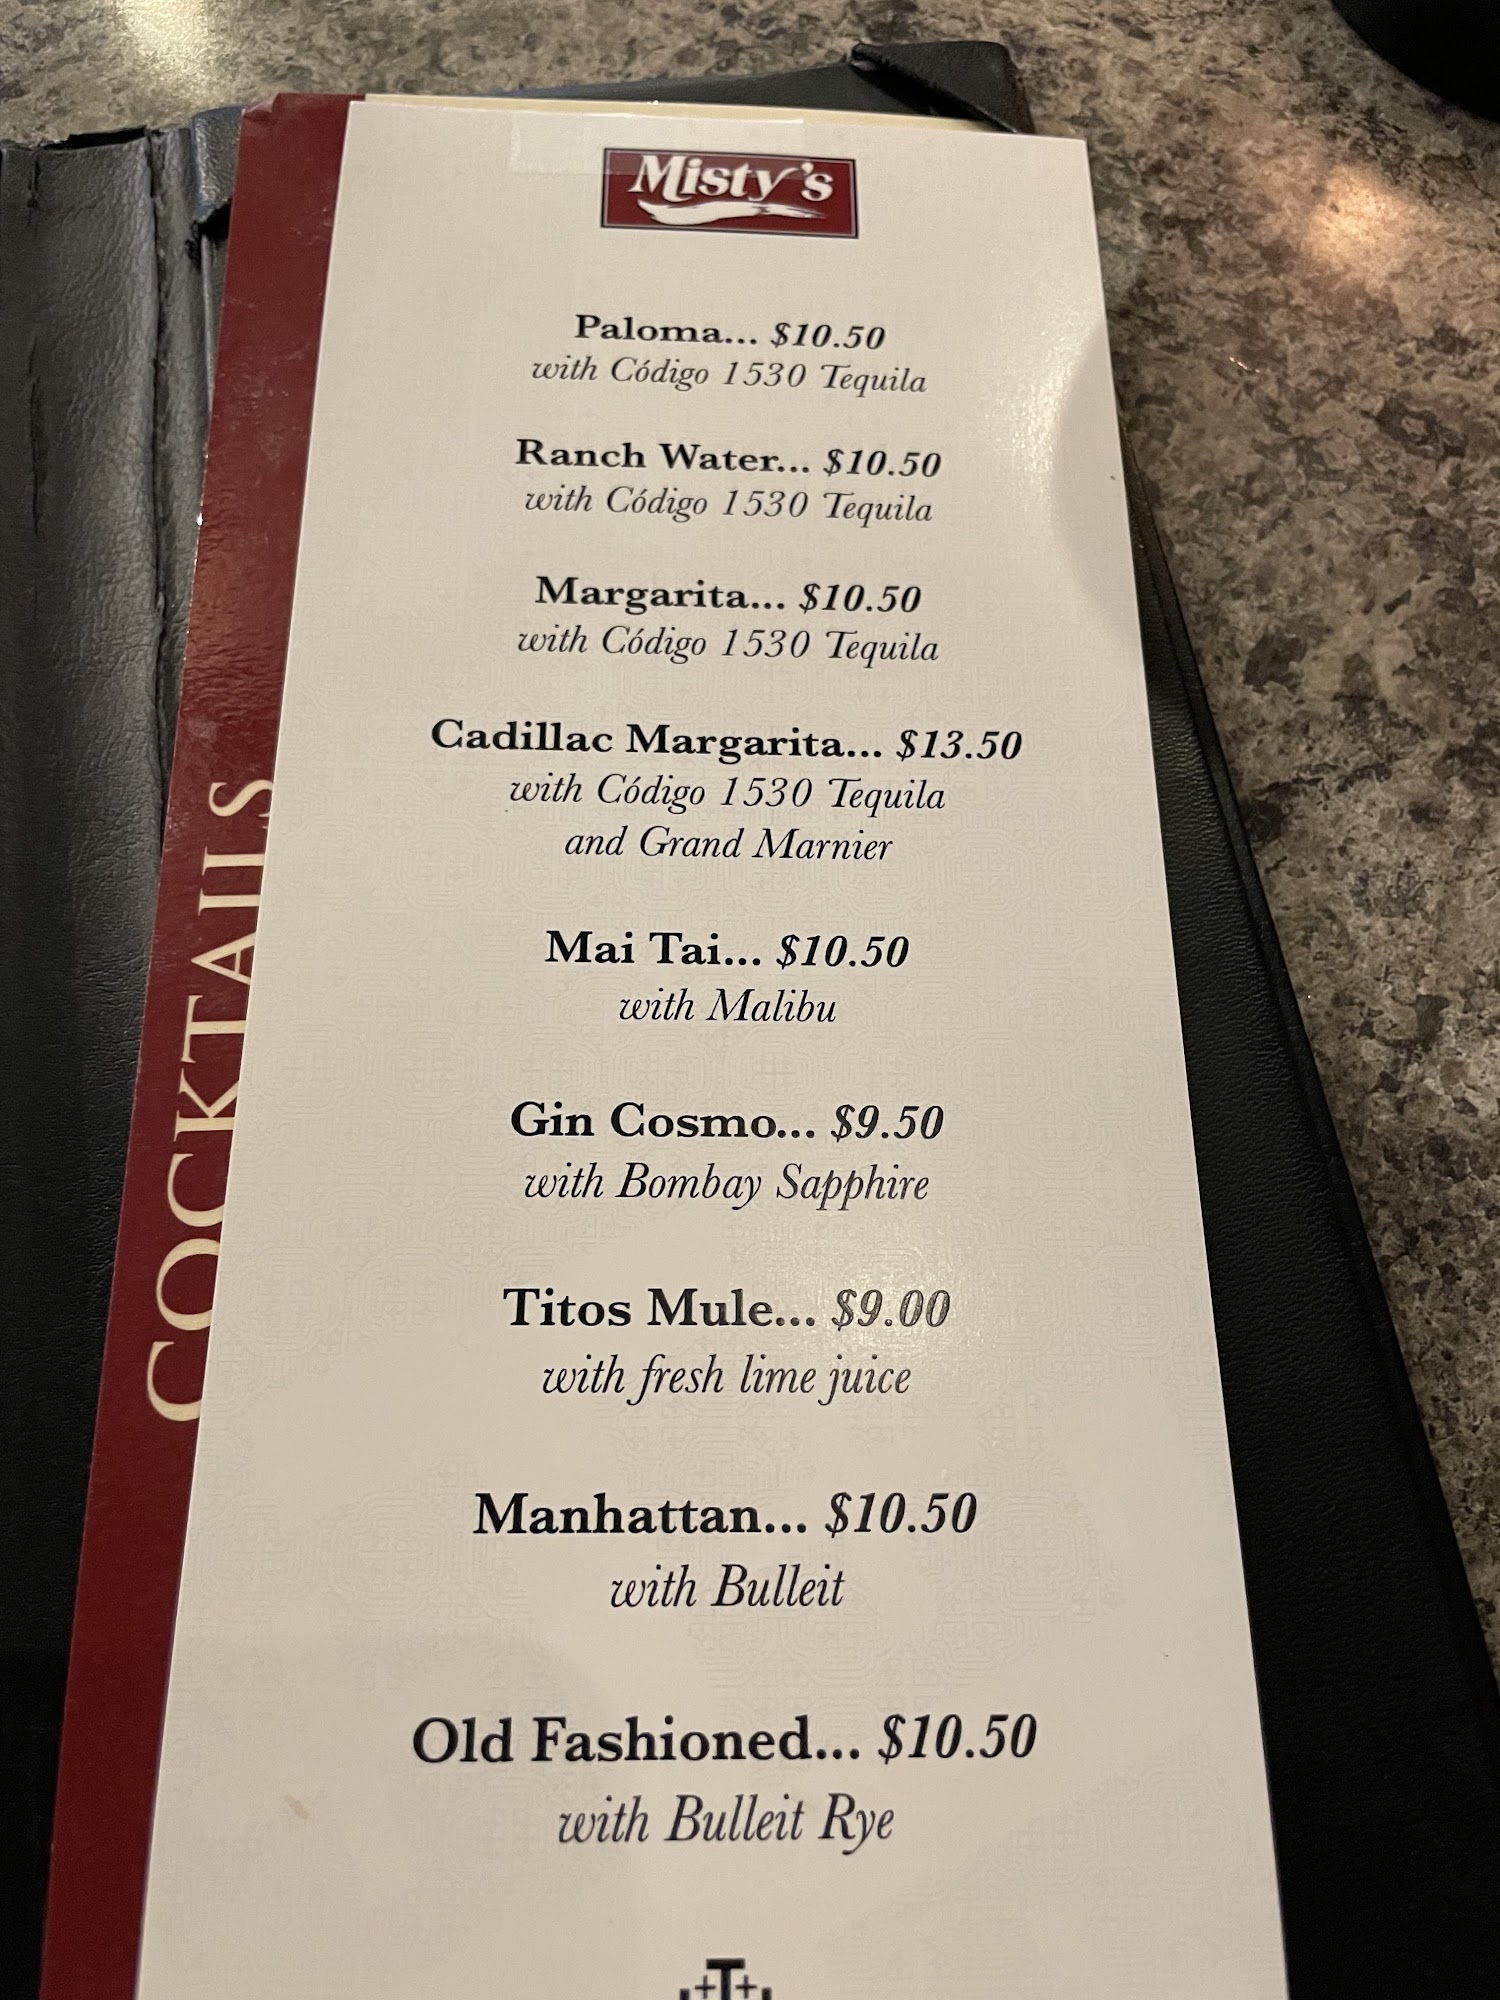 Misty's
Paloma... $10.50
with Código 1530 Tequila
Ranch Water... $10.50
with Código 1530 Tequila
Margarita... $10.50
with Código 1530 Tequila
Cadillac Margarita... $13.50
with Código 1530 Tequila
and Grand Marnier
Mai Tai... $10.50
with Malibu
Gin Cosmo... $9.50
with Bombay Sapphire
Titos Mule... $9.00
with fresh lime juice
Manhattan... $10.50
with Bulleit
Old Fashioned... $10.50
with Bulleit Rye
COCKTAILS